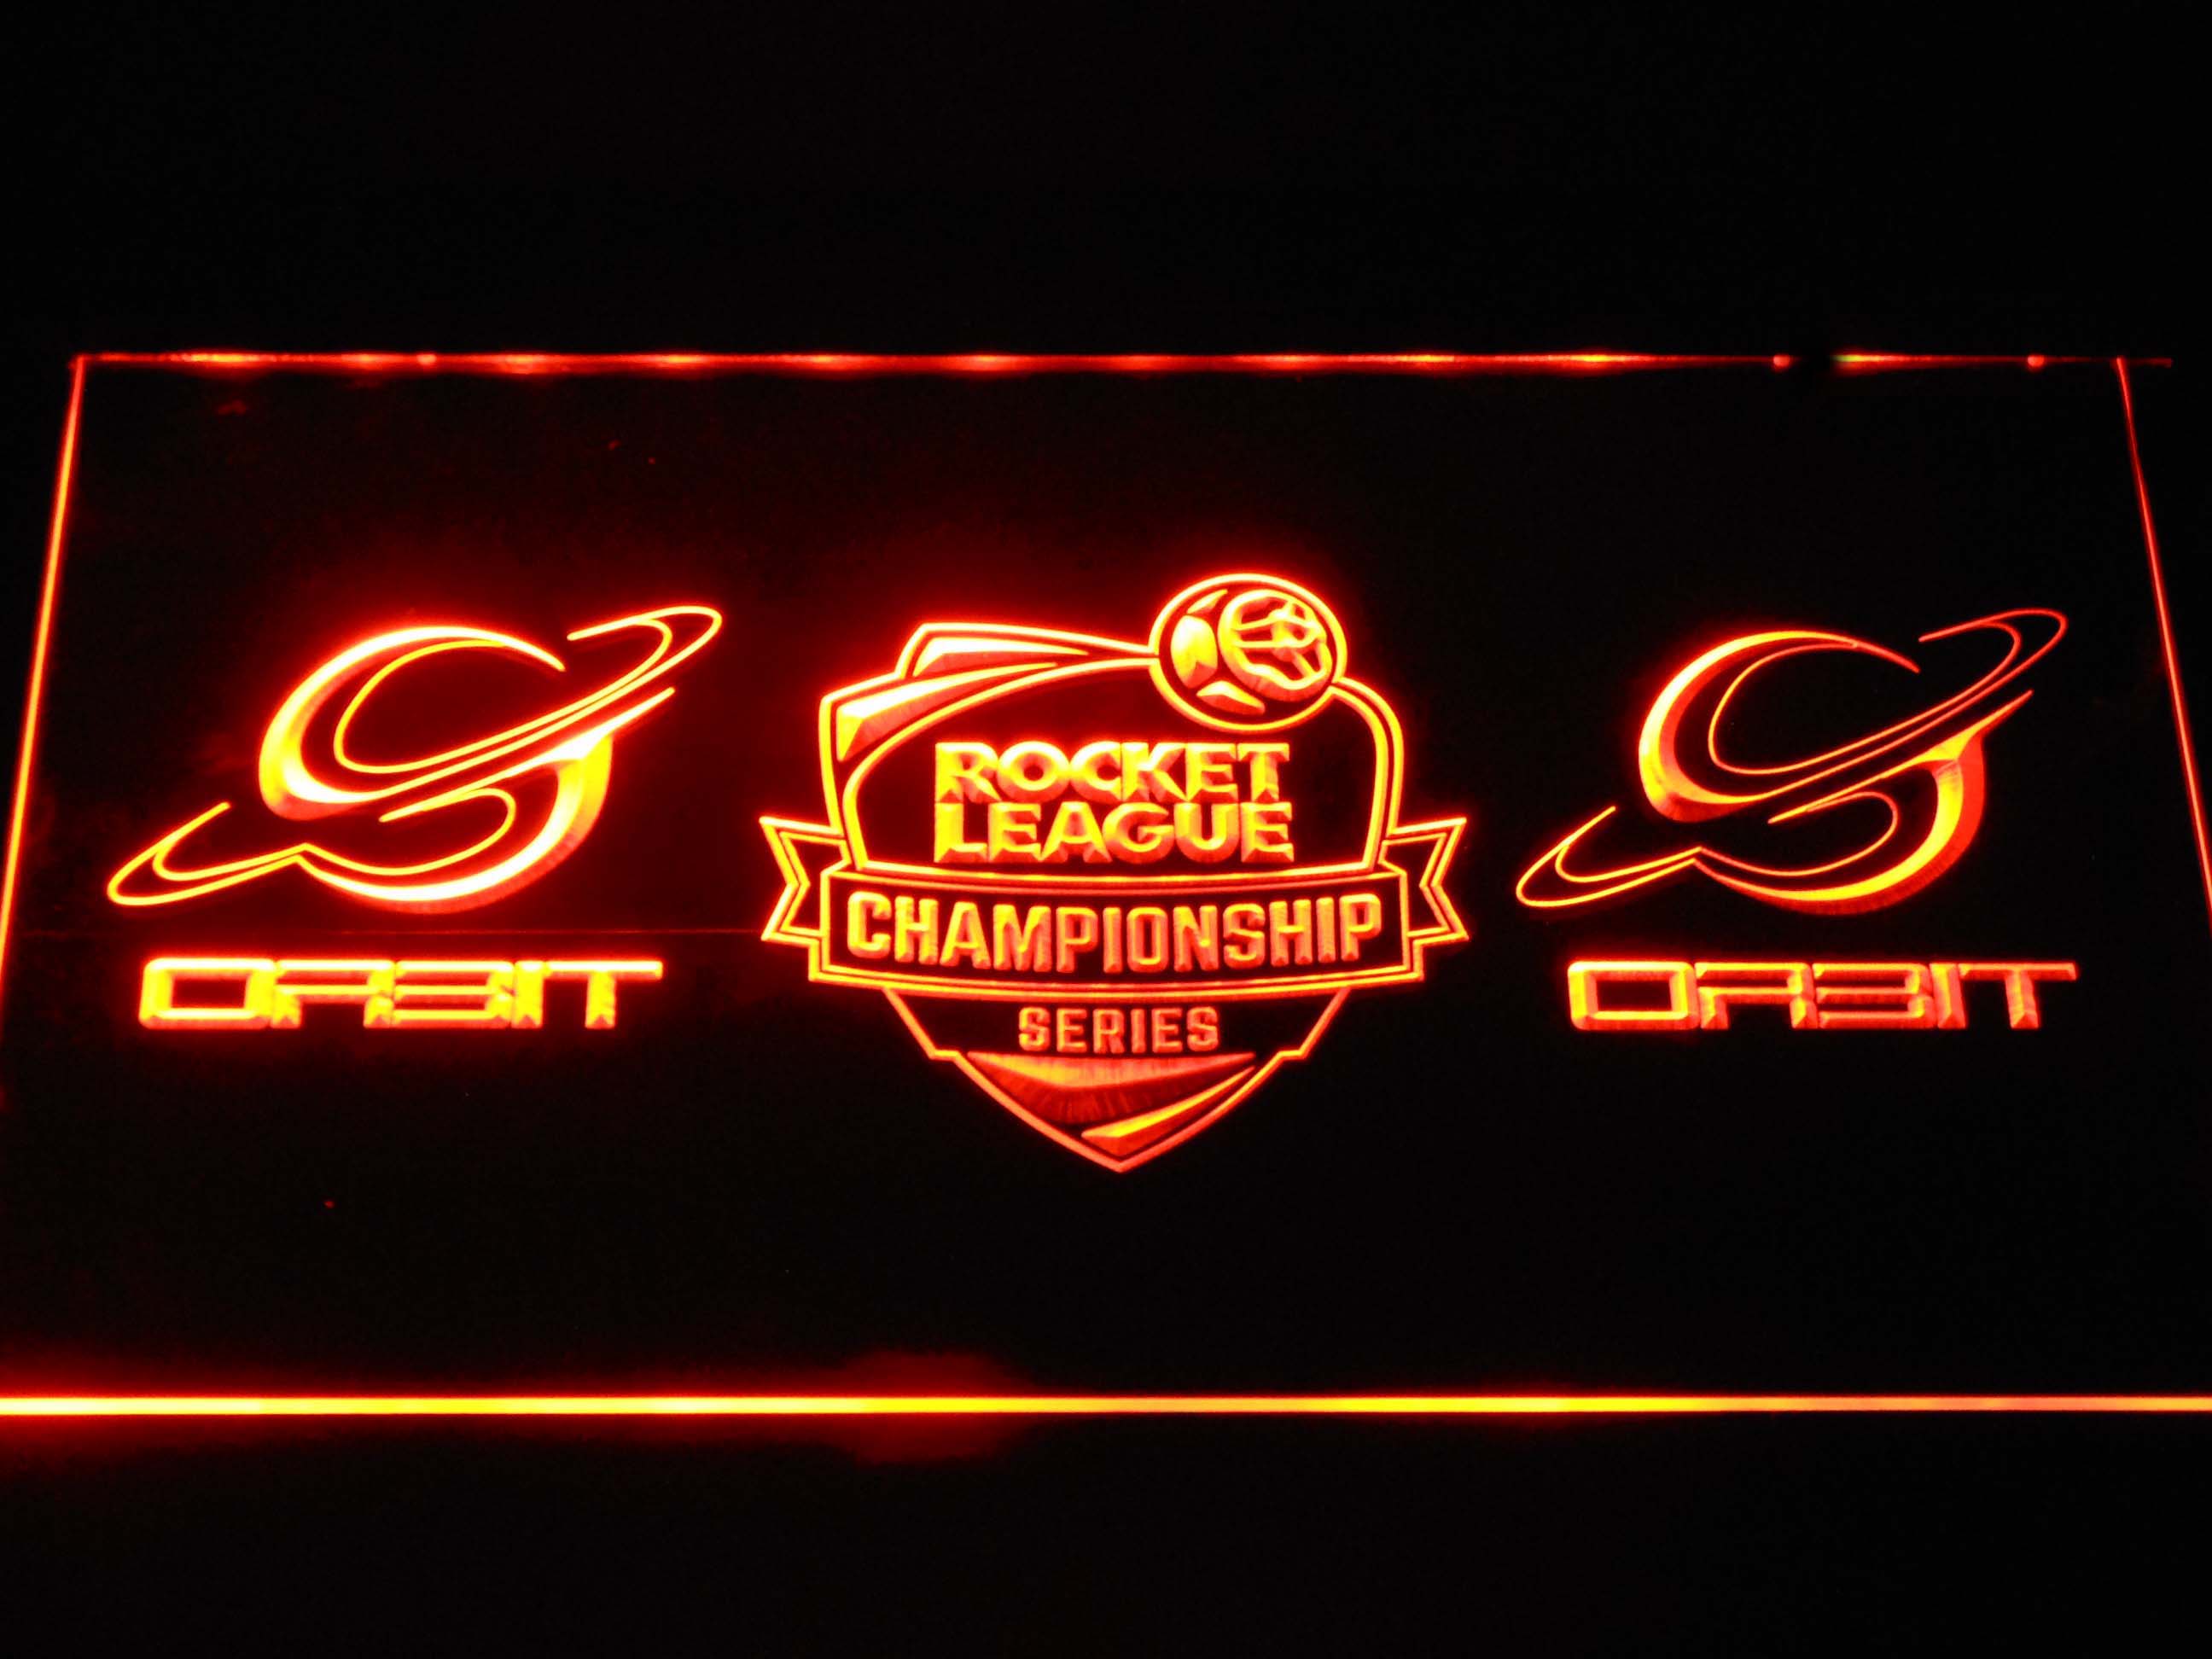 ORBIT
ROCKET
LEAGUE
CHAMPIONSHIP
SERIES
ORBIT